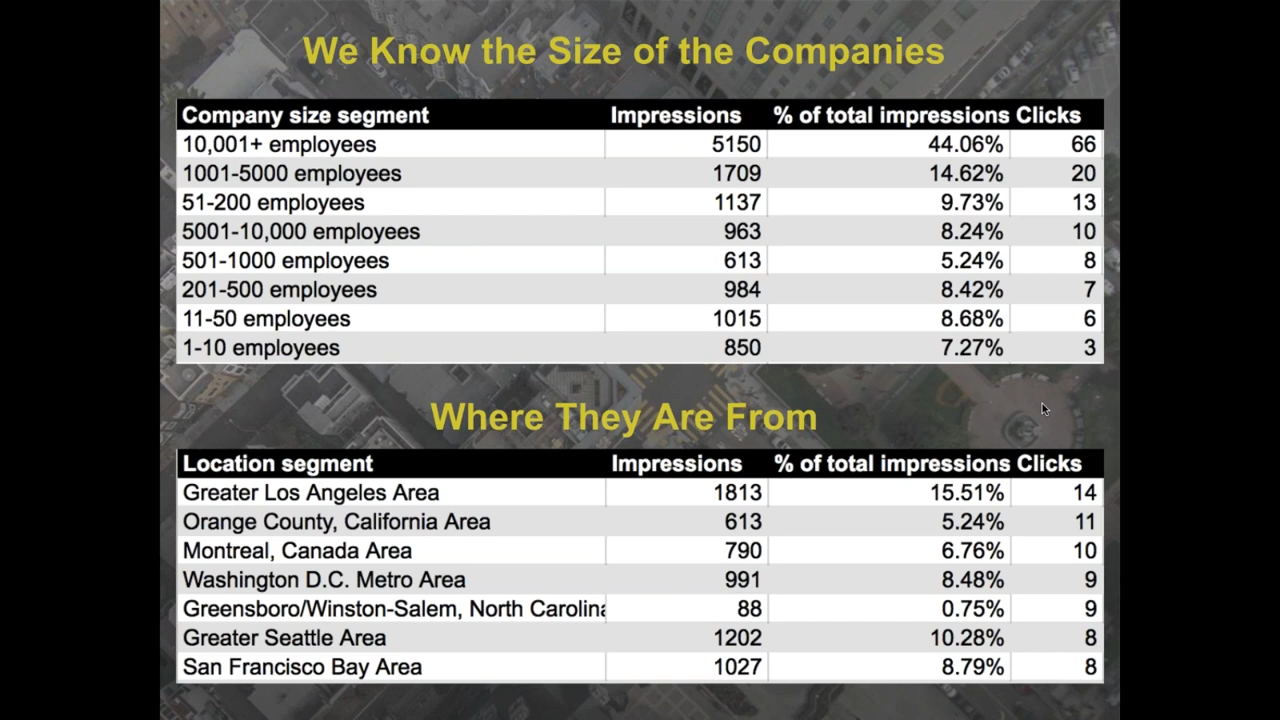 We Know the Size of the Companies
Company size segment Impressions % of total impressions Clicks
10,001+ employees 5150 44.06% 66
1001-5000 employees 1709 14.62% 20
51-200 employees 1137 9.73% 13
5001-10,000 employees 963 8.24% 10
501-1000 employees 613 5.24% 8
201-500 employees 984 8.42% 7
11-50 employees 1015 8.68% 6
1-10 employees 850 7.27% 3
Where They Are From
Location segment Impressions % of total impressions Clicks
Greater Los Angeles Area 1813 15.51% 14
Orange County, California Area 613 5.24% 11
Montreal, Canada Area 790 6.76% 10
Washington D.C. Metro Area 991 8.48% 9
Greensboro/Winston-Salem, North Carolina 88 0.75% 9
Greater Seattle Area 1202 10.28% 8
San Francisco Bay Area 1027 8.79% 8